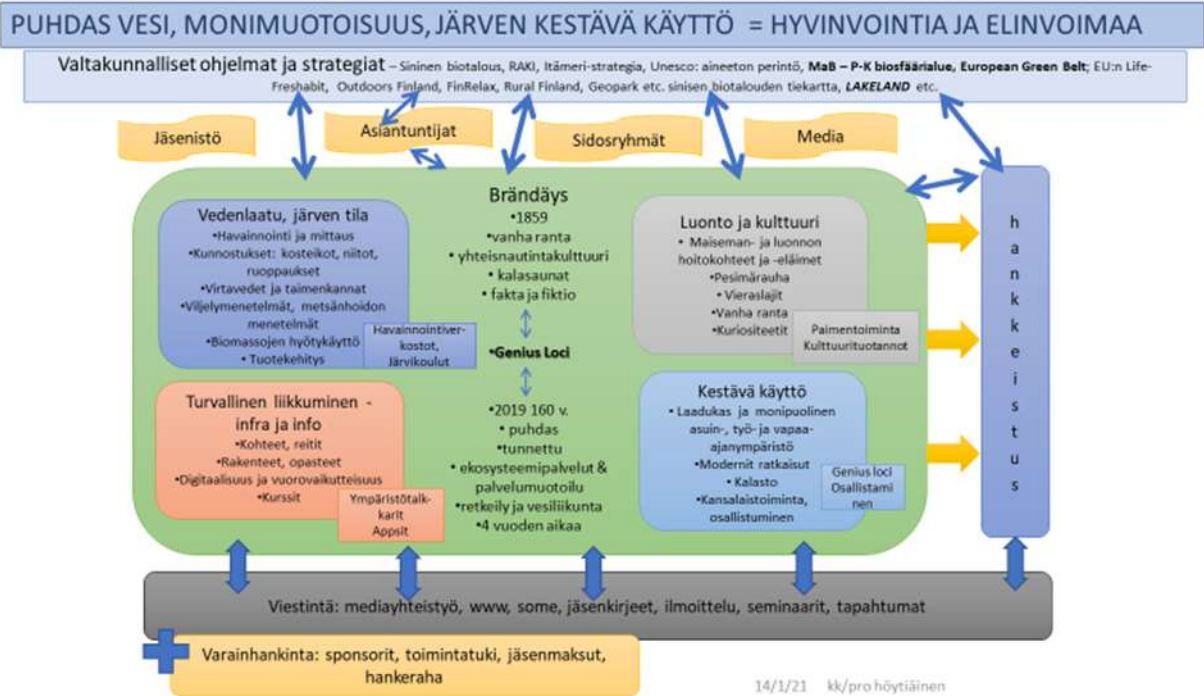 PUHDAS VESI, MONIMUOTOISUUS, JÄRVEN KESTÄVÄ KÄYTTÖ = HYVINVOINTIA JA ELINVOIMAA
Valtakunnalliset ohjelmat ja strategiat – Sininen biotalous, RAKI, Itämeri-strategia, Unesco: aineeton perintö, MaB – P-K biosfäärialue, European Green Belt; EU:n Life-
Freshabit, Outdoors Finland, FinRelax, Rural Finland, Geopark etc. sinisen biotalouden tiekartta, LAKELAND etc.
Jäsenistö
Asiantuntijat
Sidosryhmät
Media
Vedenlaatu, järven tila
•Havainnointi ja mittaus
•Kunnostukset: kosteikot, niitot,
ruoppaukset
•Virtavedet ja taimenkannat
•Viljelymenetelmät, metsänhoidon
menetelmät
•Biomassojen hyötykäyttö
• Tuotekehitys
Havainnointiver-
kostot,
Järvikoulut
Turvallinen liikkuminen -
infra ja info
•Kohteet, reitit
•Rakenteet, opasteet
•Digitaalisuus ja vuorovaikutteisuus
•Kurssit
Ympäristötalk-
karit
Appsit
Brändäys
•1859
•vanha ranta
• yhteisnautintakulttuuri
• kalasaunat
• fakta ja fiktio
•Genius Loci
•2019 160 v.
• puhdas
•tunnettu
• ekosysteemipalvelut &
palvelumuotoilu
•retkeily ja vesiliikunta
•4 vuoden aikaa
Luonto ja kulttuuri
• Maiseman- ja luonnon
hoitokohteet ja -eläimet
•Pesimärauha
• Vieraslajit
•Vanha ranta
•Kuriositeetit
Paimentoiminta
Kulttuurituotannot
Kestävä käyttö
• Laadukas ja monipuolinen
asuin-, työ- ja vapaa-
ajanympäristö
•Modernit ratkaisut
• Kalasto
•Kansalaistoiminta,
osallistuminen
Genius loci
Osallistami
nen
h
a
n
k
k
e
i
s
t
u
s
Viestintä: mediayhteistyö, www, some, jäsenkirjeet, ilmoittelu, seminaarit, tapahtumat
Varainhankinta: sponsorit, toimintatuki, jäsenmaksut,
hankeraha
14/1/21 kk/pro höytiäinen